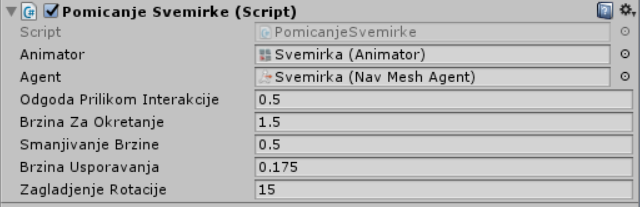 Pomicanje Svemirke (Script)
Script PomicanjeSvemirke
Animator Svemirka (Animator)
Agent Svemirka (Nav Mesh Agent)
Odgoda Prilikom Interakcije 0.5
Brzina Za Okretanje 1.5
Smanjivanje Brzine 0.5
Brzina Usporavanja 0.175
Zagladjenje Rotacije 15